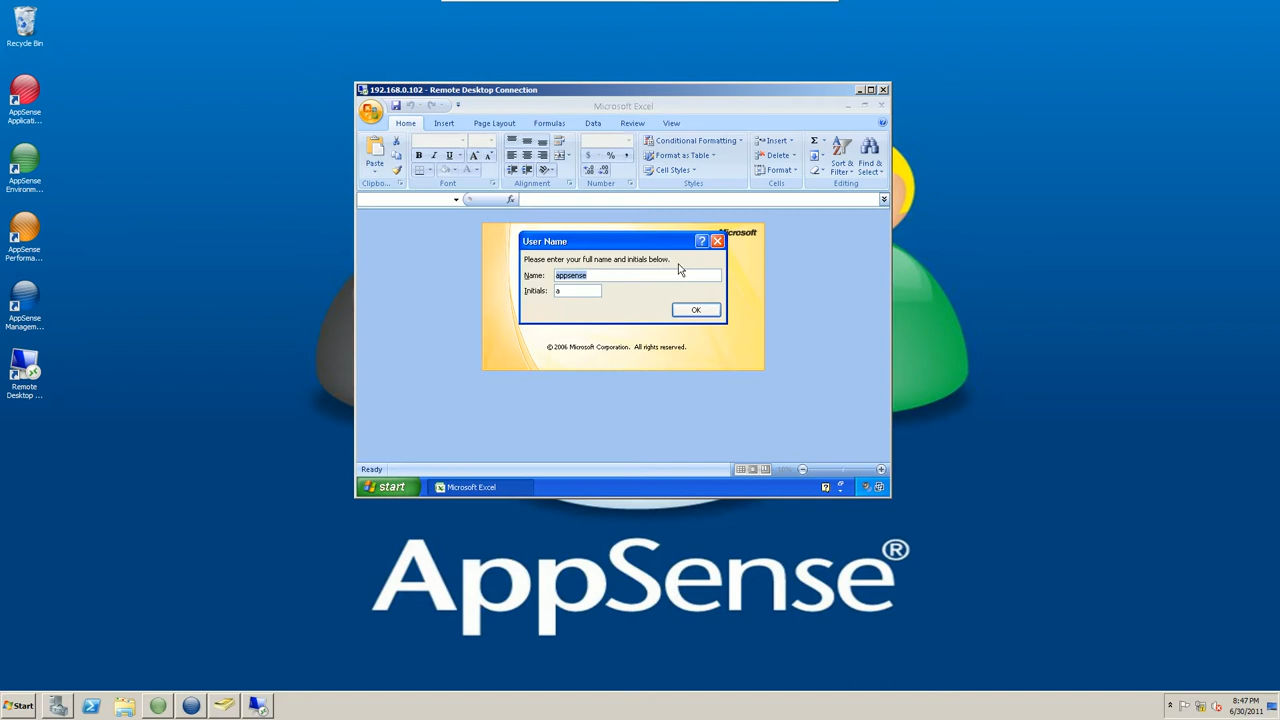 Recycle Bin
AppSense
Applicati...
AppSense
Environm...
AppSense
Performa...
AppSense
Managem...
Remote
Desktop ...
192.168.0.102 - Remote Desktop Connection
Microsoft Excel
Home Insert Page Layout Formulas Data Review View
Paste
B I U A A
$ % ,
Conditional Formatting
Format as Table
Cell Styles
Insert
Delete
Format
Σ
Sort &
Filter
Find &
Select
Clipbo... Font Alignment Number Styles Cells Editing
fx
Microsoft
User Name
Please enter your full name and initials below.
Name: appsense
Initials: a
OK
© 2006 Microsoft Corporation. All rights reserved.
Ready
100%
start Microsoft Excel
AppSense®
Start
8:47 PM
6/30/2011